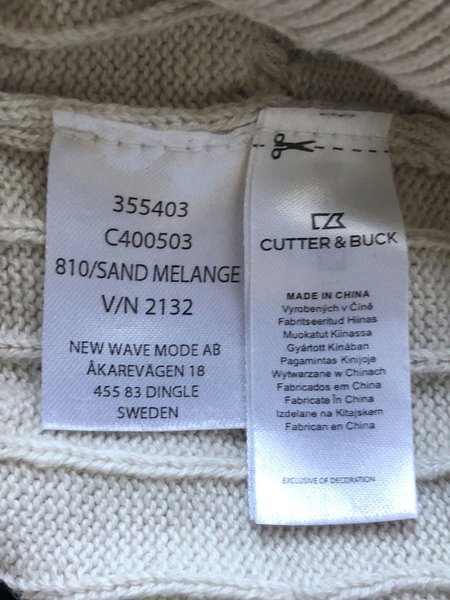 355403
C400503
810/SAND MELANGE
V/N 2132
NEW WAVE MODE AB
ÅKAREVÄGEN 18
455 83 DINGLE
SWEDEN
CUTTER & BUCK
MADE IN CHINA
Vyrobených v Číně
Fabritseeritud Hiinas
Muokatut Kiinassa
Gyártott Kínában
Pagamintas Kinijoje
Wytwarzane w Chinach
Fabricados em China
Fabricate În China
Izdelane na Kitajskem
Fabrican en China
EXCLUSIVE OF DECORATION